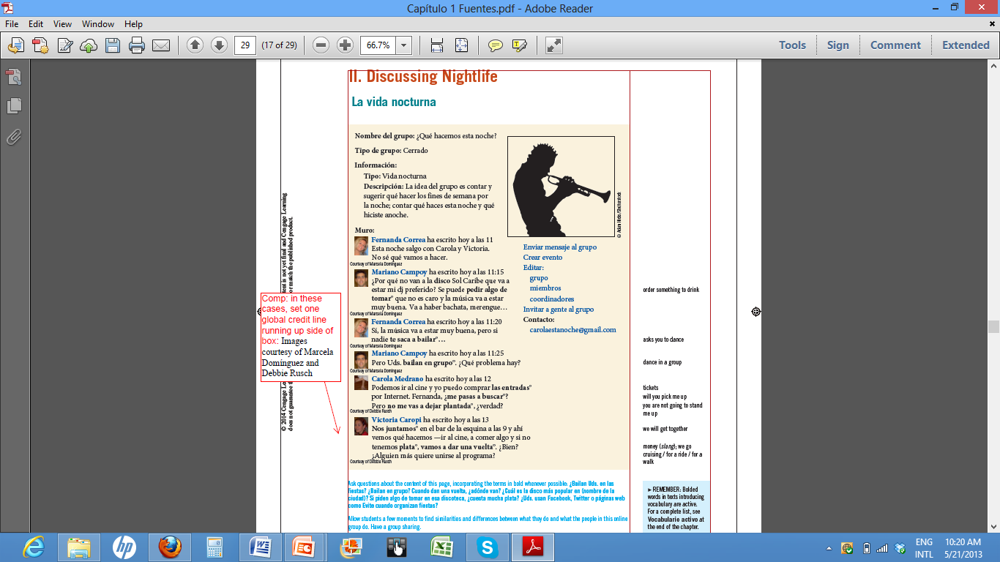 Capítulo 1 Fuentes.pdf - Adobe Reader
File Edit View Window Help
29 (17 of 29) 66.7% Tools Sign Comment Extended
II. Discussing Nightlife
La vida nocturna
Nombre del grupo: ¿Qué hacemos esta noche?
Tipo de grupo: Cerrado
Información:
Tipo: Vida nocturna
Descripción: La idea del grupo es contar y
sugerir qué hacer los fines de semana por
la noche; contar qué haces esta noche y qué
hiciste anoche.
Muro:
Fernanda Correa ha escrito hoy a las 11
Esta noche salgo con Carola y Victoria.
No sé qué vamos a hacer.
Courtesy of Marcela Domínguez
Mariano Campoy ha escrito hoy a las 11:15
¿Por qué no van a la disco Sol Caribe que va a
estar mi dj preferido? Se puede pedir algo de
tomar° que no es caro y la música va a estar
muy buena. Va a haber bachata, merengue…
Courtesy of Marcela Domínguez
Fernanda Correa ha escrito hoy a las 11:20
Sí, la música va a estar muy buena, pero si
nadie te saca a bailar°…
Courtesy of Marcela Domínguez
Mariano Campoy ha escrito hoy a las 11:25
Pero Uds. bailan en grupo°. ¿Qué problema hay?
Courtesy of Marcela Domínguez
Carola Medrano ha escrito hoy a las 12
Podemos ir al cine y yo puedo comprar las entradas°
por Internet. Fernanda, ¿me pasas a buscar°?
Pero no me vas a dejar plantada°, ¿verdad?
Courtesy of Debbie Rusch
Victoria Caropi ha escrito hoy a las 13
Nos juntamos° en el bar de la esquina a las 9 y ahí
vemos qué hacemos —ir al cine, a comer algo y si no
tenemos plata°, vamos a dar una vuelta°. ¿Bien?
¿Alguien más quiere unirse al programa?
Courtesy of Debbie Rusch
/Shutterstock
Enviar mensaje al grupo
Crear evento
Editar:
grupo
miembros
coordinadores
Invitar a gente al grupo
Contacto:
carolaestanoche@gmail.com
order something to drink
asks you to dance
dance in a group
tickets
will you pick me up
you are not going to stand
me up
we will get together
money (slang); we go
cruising / for a ride / for a
walk
is not yet final and Cengage Learning
or match the published product.
© 2014 Cengage
does not guarantee
Comp: in these
cases, set one
global credit line
running up side of
box: Images
courtesy of Marcela
Domínguez and
Debbie Rusch
Ask questions about the content of this page, incorporating the terms in bold whenever possible: ¿Bailan Uds. en las
fiestas? ¿Bailan en grupo? Cuando dan una vuelta, ¿adónde van? ¿Cuál es la disco más popular en (nombre de la
ciudad)? Si piden algo de tomar en esa discoteca, ¿cuesta mucha plata? ¿Uds. usan Facebook, Twitter o páginas web
como Evite cuando organizan fiestas?
Allow students a few moments to find similarities and differences between what they do and what the people in this online
group do. Have a group sharing.
► REMEMBER: Bolded
words in texts introducing
vocabulary are active.
For a complete list, see
Vocabulario activo at
the end of the chapter.
ENG
INTL
10:20 AM
5/21/2013